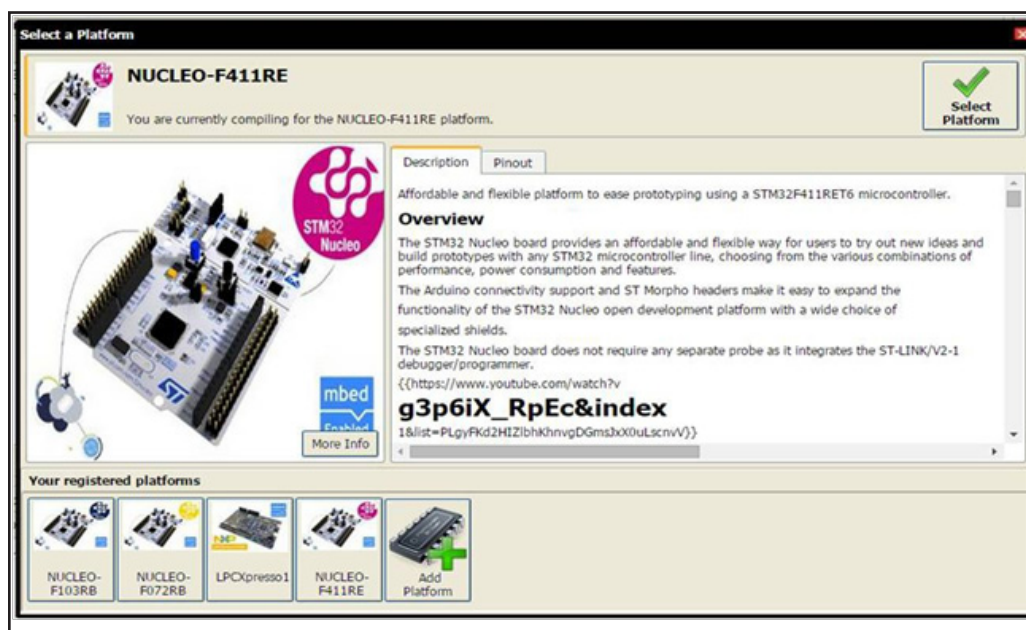 Select a Platform
NUCLEO-F411RE
You are currently compiling for the NUCLEO-F411RE platform.
Select
Platform
STM32
Nucleo
mbed
Enabled
More Info
Description
Pinout
Affordable and flexible platform to ease prototyping using a STM32F411RET6 microcontroller.
Overview
The STM32 Nucleo board provides an affordable and flexible way for users to try out new ideas and
build prototypes with any STM32 microcontroller line, choosing from the various combinations of
performance, power consumption and features.
The Arduino connectivity support and ST Morpho headers make it easy to expand the
functionality of the STM32 Nucleo open development platform with a wide choice of
specialized shields.
The STM32 Nucleo board does not require any separate probe as it integrates the ST-LINK/V2-1
debugger/programmer.
{{https://www.youtube.com/watch?v
g3p6iX_RpEc&index
Your registered platforms
NUCLEO-
F103RB
NUCLEO-
F072RB
LPCXpresso1
NUCLEO-
F411RE
Add
Platform